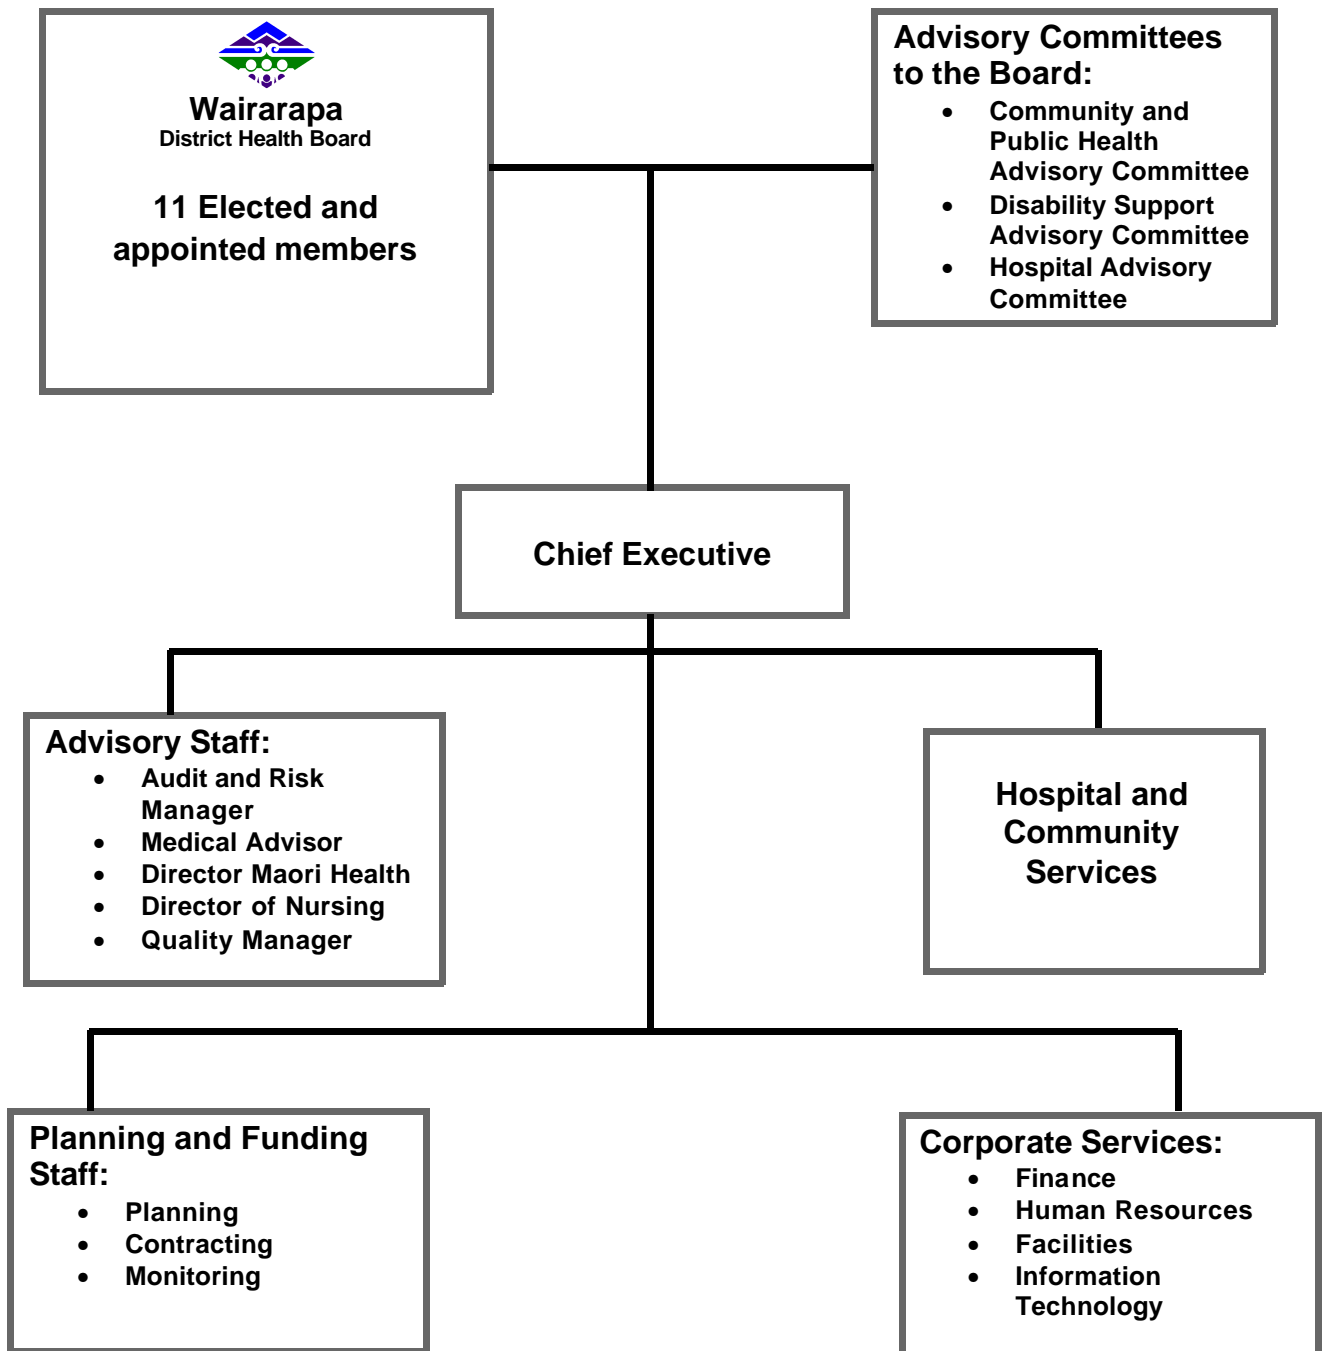 Wairarapa
District Health Board
11 Elected and
appointed members
Advisory Committees
to the Board:
• Community and
Public Health
Advisory Committee
• Disability Support
Advisory Committee
• Hospital Advisory
Committee
Chief Executive
Advisory Staff:
• Audit and Risk
Manager
• Medical Advisor
• Director Maori Health
• Director of Nursing
• Quality Manager
Hospital and
Community
Services
Planning and Funding
Staff:
• Planning
• Contracting
• Monitoring
Corporate Services:
• Finance
• Human Resources
• Facilities
• Information
Technology